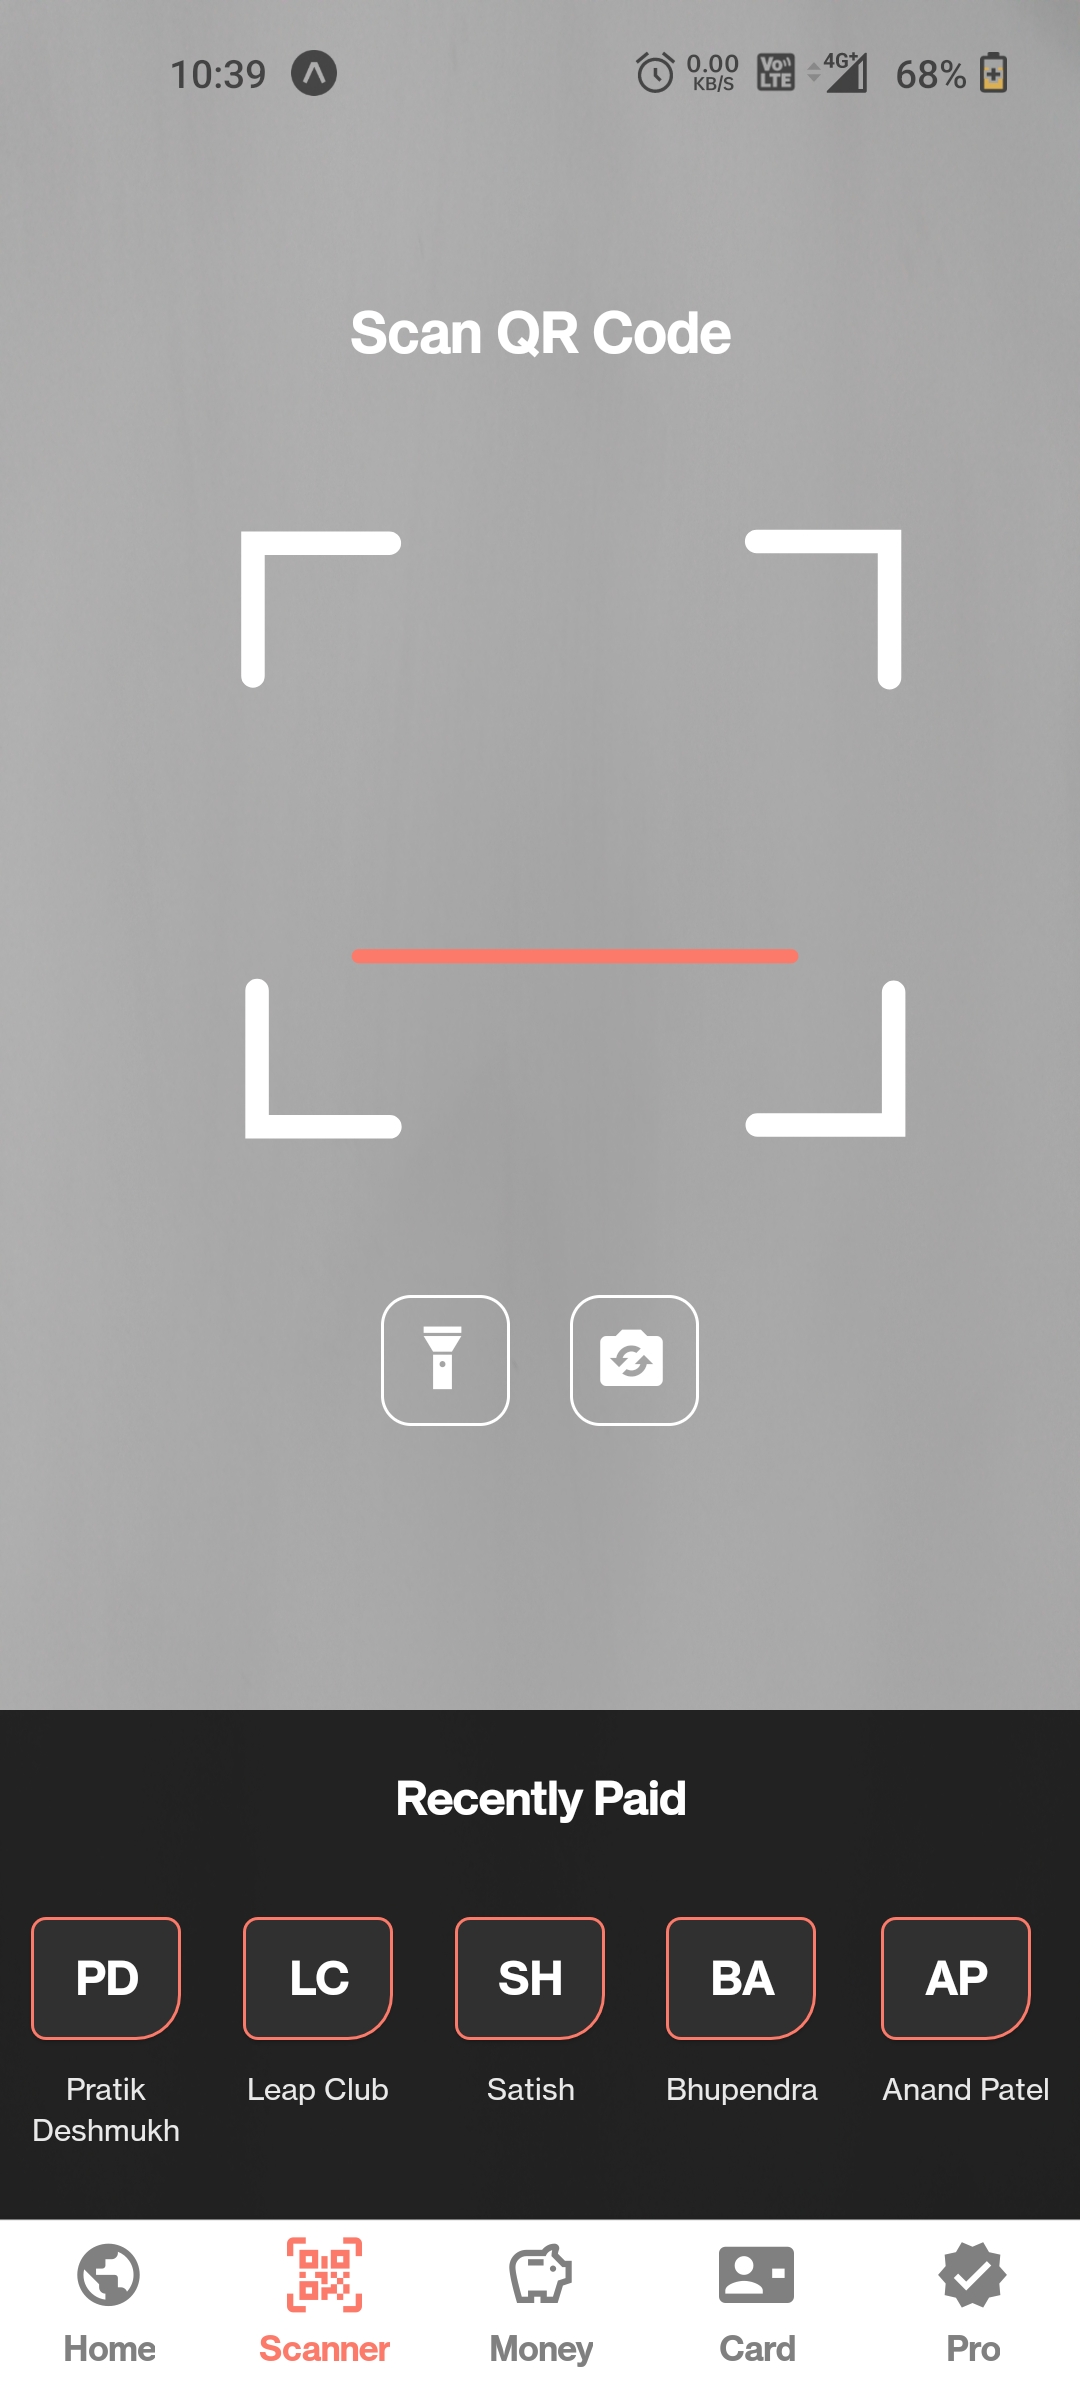 10:39
0.00
KB/S
Vo
LTE
4G+
68%
Scan QR Code
Recently Paid
PD
LC
SH
BA
AP
Pratik
Deshmukh
Leap Club
Satish
Bhupendra
Anand Patel
Home
Scanner
Money
Card
Pro